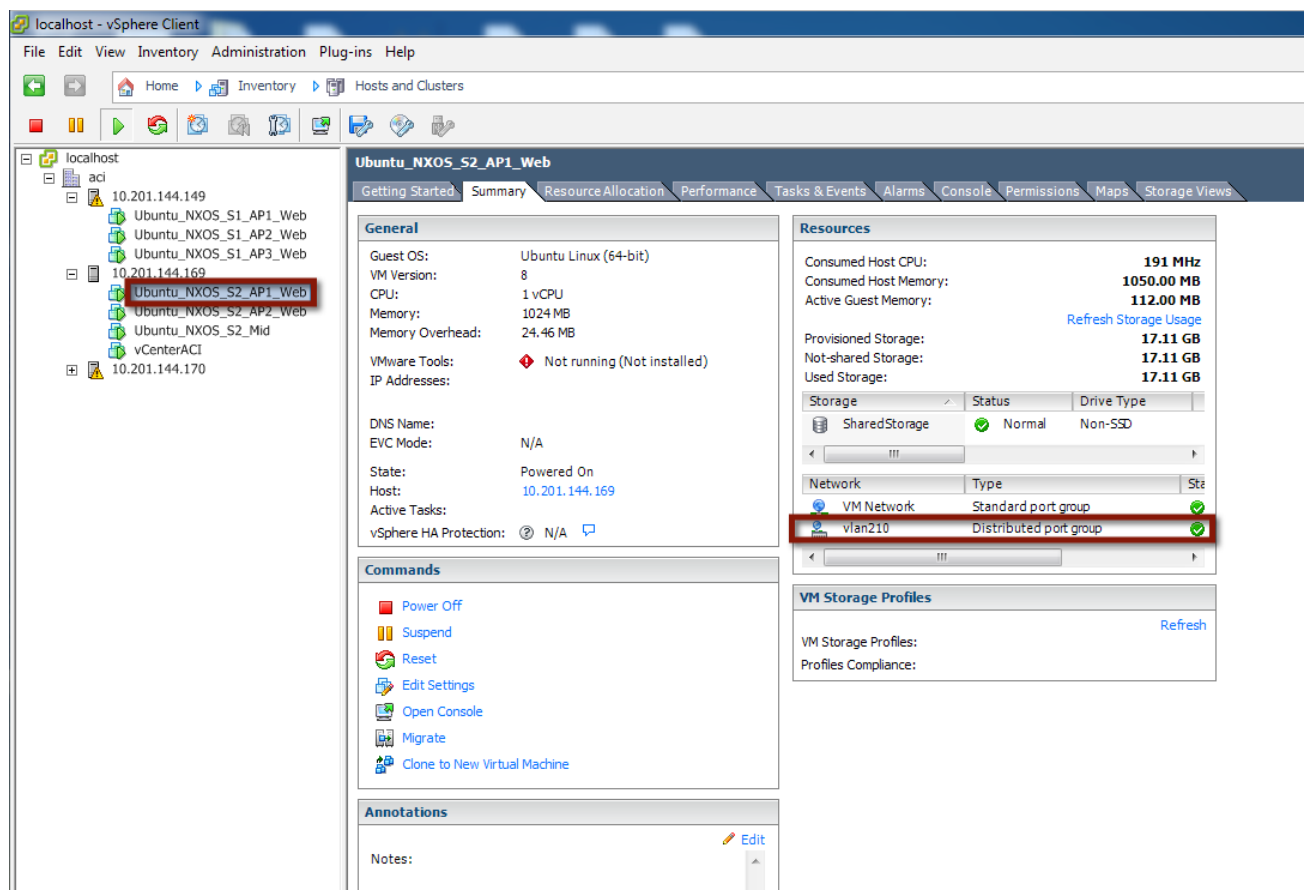 localhost - vSphere Client
File Edit View Inventory Administration Plug-ins Help
Home Inventory Hosts and Clusters
localhost
aci
10.201.144.149
Ubuntu_NXOS_S1_AP1_Web
Ubuntu_NXOS_S1_AP2_Web
Ubuntu_NXOS_S1_AP3_Web
10.201.144.169
Ubuntu_NXOS_S2_AP1_Web
Ubuntu_NXOS_S2_AP2_Web
Ubuntu_NXOS_S2_Mid
vCenterACI
10.201.144.170
Ubuntu_NXOS_S2_AP1_Web
Getting Started Summary Resource Allocation Performance Tasks & Events Alarms Console Permissions Maps Storage Views
General
Guest OS: Ubuntu Linux (64-bit)
VM Version: 8
CPU: 1 vCPU
Memory: 1024 MB
Memory Overhead: 24.46 MB
VMware Tools: Not running (Not installed)
IP Addresses:
DNS Name:
EVC Mode: N/A
State: Powered On
Host: 10.201.144.169
Active Tasks:
vSphere HA Protection: N/A
Commands
Power Off
Suspend
Reset
Edit Settings
Open Console
Migrate
Clone to New Virtual Machine
Annotations
Edit
Notes:
Resources
Consumed Host CPU: 191 MHz
Consumed Host Memory: 1050.00 MB
Active Guest Memory: 112.00 MB
Refresh Storage Usage
Provisioned Storage: 17.11 GB
Not-shared Storage: 17.11 GB
Used Storage: 17.11 GB
Storage Status Drive Type
SharedStorage Normal Non-SSD
Network Type Sta
VM Network Standard port group
vlan210 Distributed port group
VM Storage Profiles
Refresh
VM Storage Profiles:
Profiles Compliance: